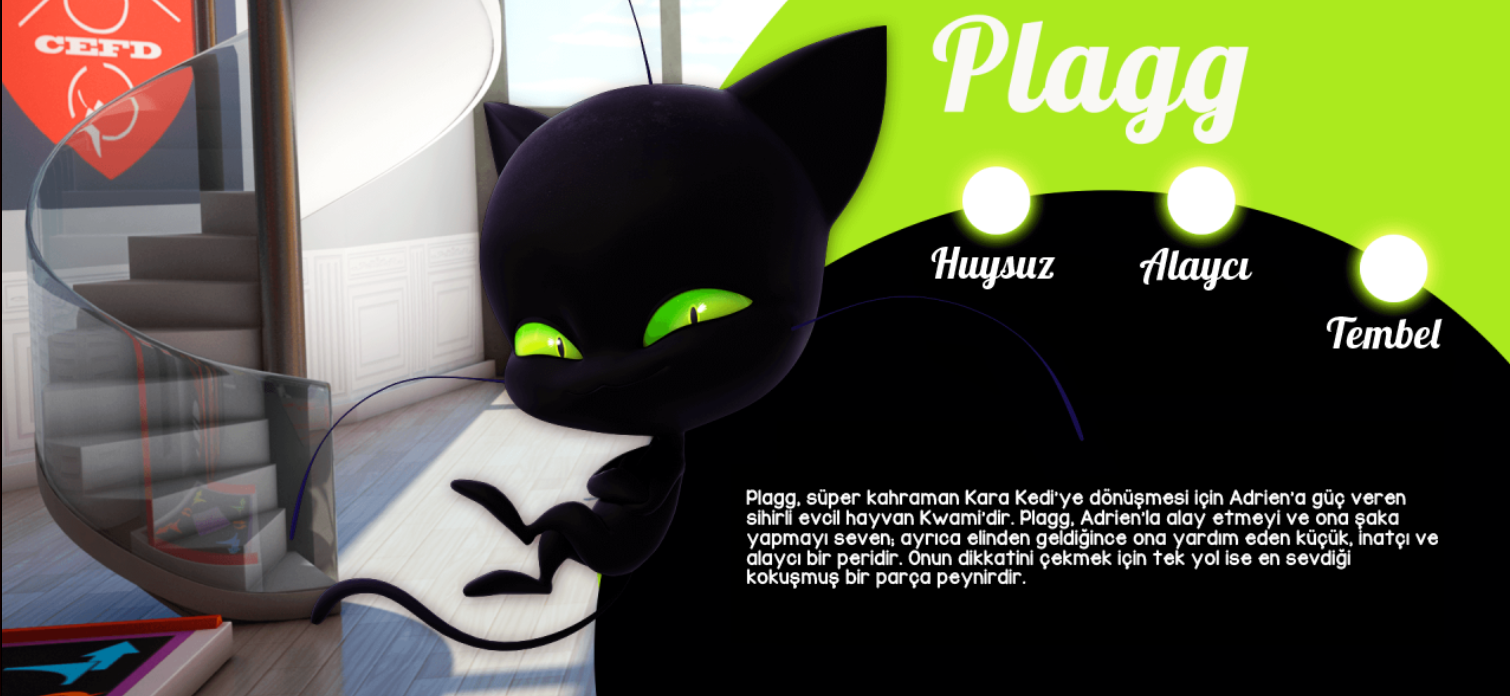 CEFD
Plagg
Huysuz
Alaycı
Tembel
Plagg, süper kahraman Kara Kedi'ye dönüşmesi için Adrien'a güç veren
sihirli evcil hayvan Kwami'dir. Plagg, Adrien'la alay etmeyi ve ona şaka
yapmayı seven; ayrıca elinden geldiğince ona yardım eden küçük, inatçı ve
alaycı bir peridir. Onun dikkatini çekmek için tek yol ise en sevdiği
kokuşmuş bir parça peynirdir.